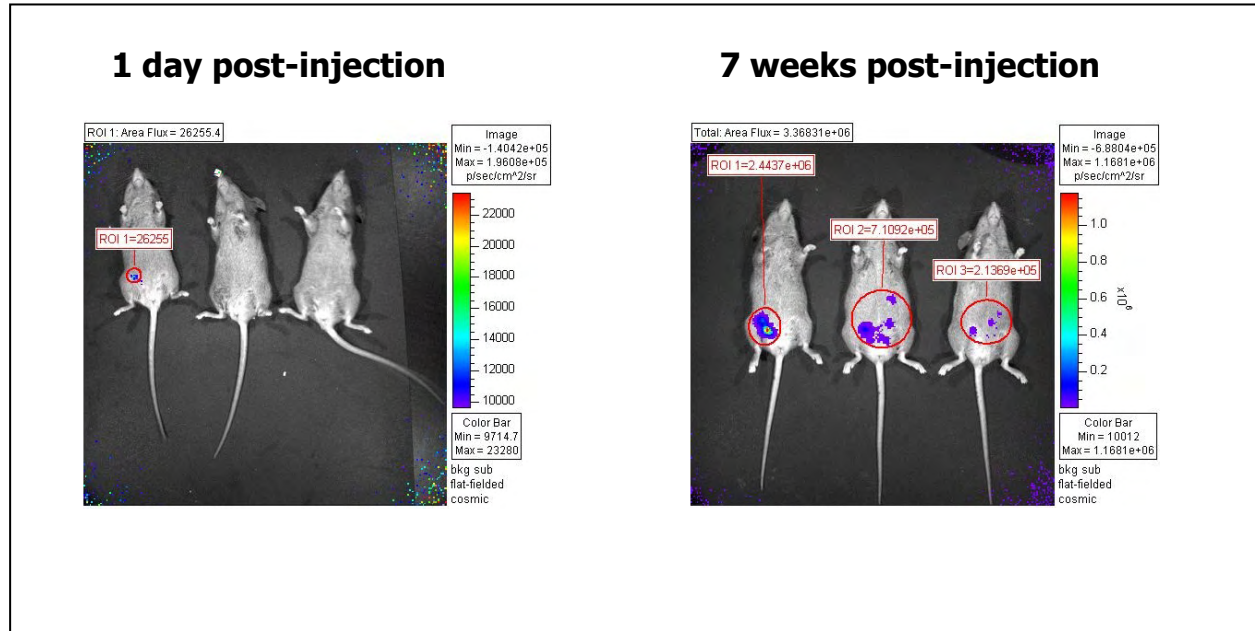 1 day post-injection
7 weeks post-injection
ROI 1: Area Flux = 26255.4
Image
Min = -1.4042e+05
Max = 1.9608e+05
p/sec/cm^2/sr
ROI 1=26255
22000
20000
18000
16000
14000
12000
10000
Color Bar
Min = 9714.7
Max = 23280
bkg sub
flat-fielded
cosmic
Total: Area Flux = 3.36831e+06
Image
Min = -6.8804e+05
Max = 1.1681e+06
p/sec/cm^2/sr
ROI 1=2.4437e+06
ROI 2=7.1092e+05
ROI 3=2.1369e+05
1.0
0.8
0.6
0.4
0.2
x10^6
Color Bar
Min = 10012
Max = 1.1681e+06
bkg sub
flat-fielded
cosmic